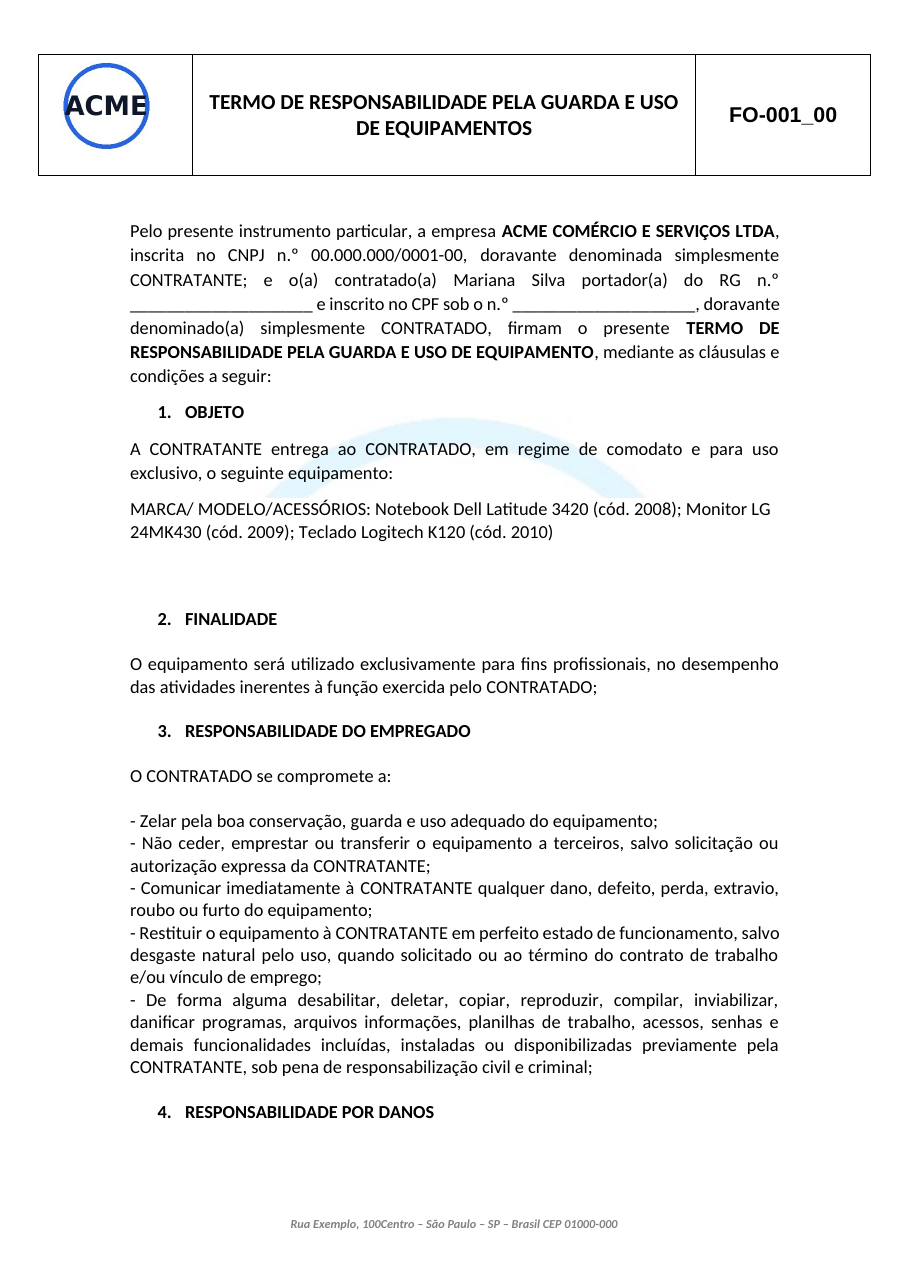 ACME
TERMO DE RESPONSABILIDADE PELA GUARDA E USO
DE EQUIPAMENTOS
FO-001_00
Pelo presente instrumento particular, a empresa ACME COMÉRCIO E SERVIÇOS LTDA,
inscrita no CNPJ n.º 00.000.000/0001-00, doravante denominada simplesmente
CONTRATANTE; e o(a) contratado(a) Mariana Silva portador(a) do RG n.º
____________________ e inscrito no CPF sob o n.º ____________________, doravante
denominado(a) simplesmente CONTRATADO, firmam o presente TERMO DE
RESPONSABILIDADE PELA GUARDA E USO DE EQUIPAMENTO, mediante as cláusulas e
condições a seguir:
1. OBJETO
A CONTRATANTE entrega ao CONTRATADO, em regime de comodato e para uso
exclusivo, o seguinte equipamento:
MARCA/ MODELO/ACESSÓRIOS: Notebook Dell Latitude 3420 (cód. 2008); Monitor LG
24MK430 (cód. 2009); Teclado Logitech K120 (cód. 2010)
2. FINALIDADE
O equipamento será utilizado exclusivamente para fins profissionais, no desempenho
das atividades inerentes à função exercida pelo CONTRATADO;
3. RESPONSABILIDADE DO EMPREGADO
O CONTRATADO se compromete a:
- Zelar pela boa conservação, guarda e uso adequado do equipamento;
- Não ceder, emprestar ou transferir o equipamento a terceiros, salvo solicitação ou
autorização expressa da CONTRATANTE;
- Comunicar imediatamente à CONTRATANTE qualquer dano, defeito, perda, extravio,
roubo ou furto do equipamento;
- Restituir o equipamento à CONTRATANTE em perfeito estado de funcionamento, salvo
desgaste natural pelo uso, quando solicitado ou ao término do contrato de trabalho
e/ou vínculo de emprego;
- De forma alguma desabilitar, deletar, copiar, reproduzir, compilar, inviabilizar,
danificar programas, arquivos informações, planilhas de trabalho, acessos, senhas e
demais funcionalidades incluídas, instaladas ou disponibilizadas previamente pela
CONTRATANTE, sob pena de responsabilização civil e criminal;
4. RESPONSABILIDADE POR DANOS
Rua Exemplo, 100Centro – São Paulo – SP – Brasil CEP 01000-000